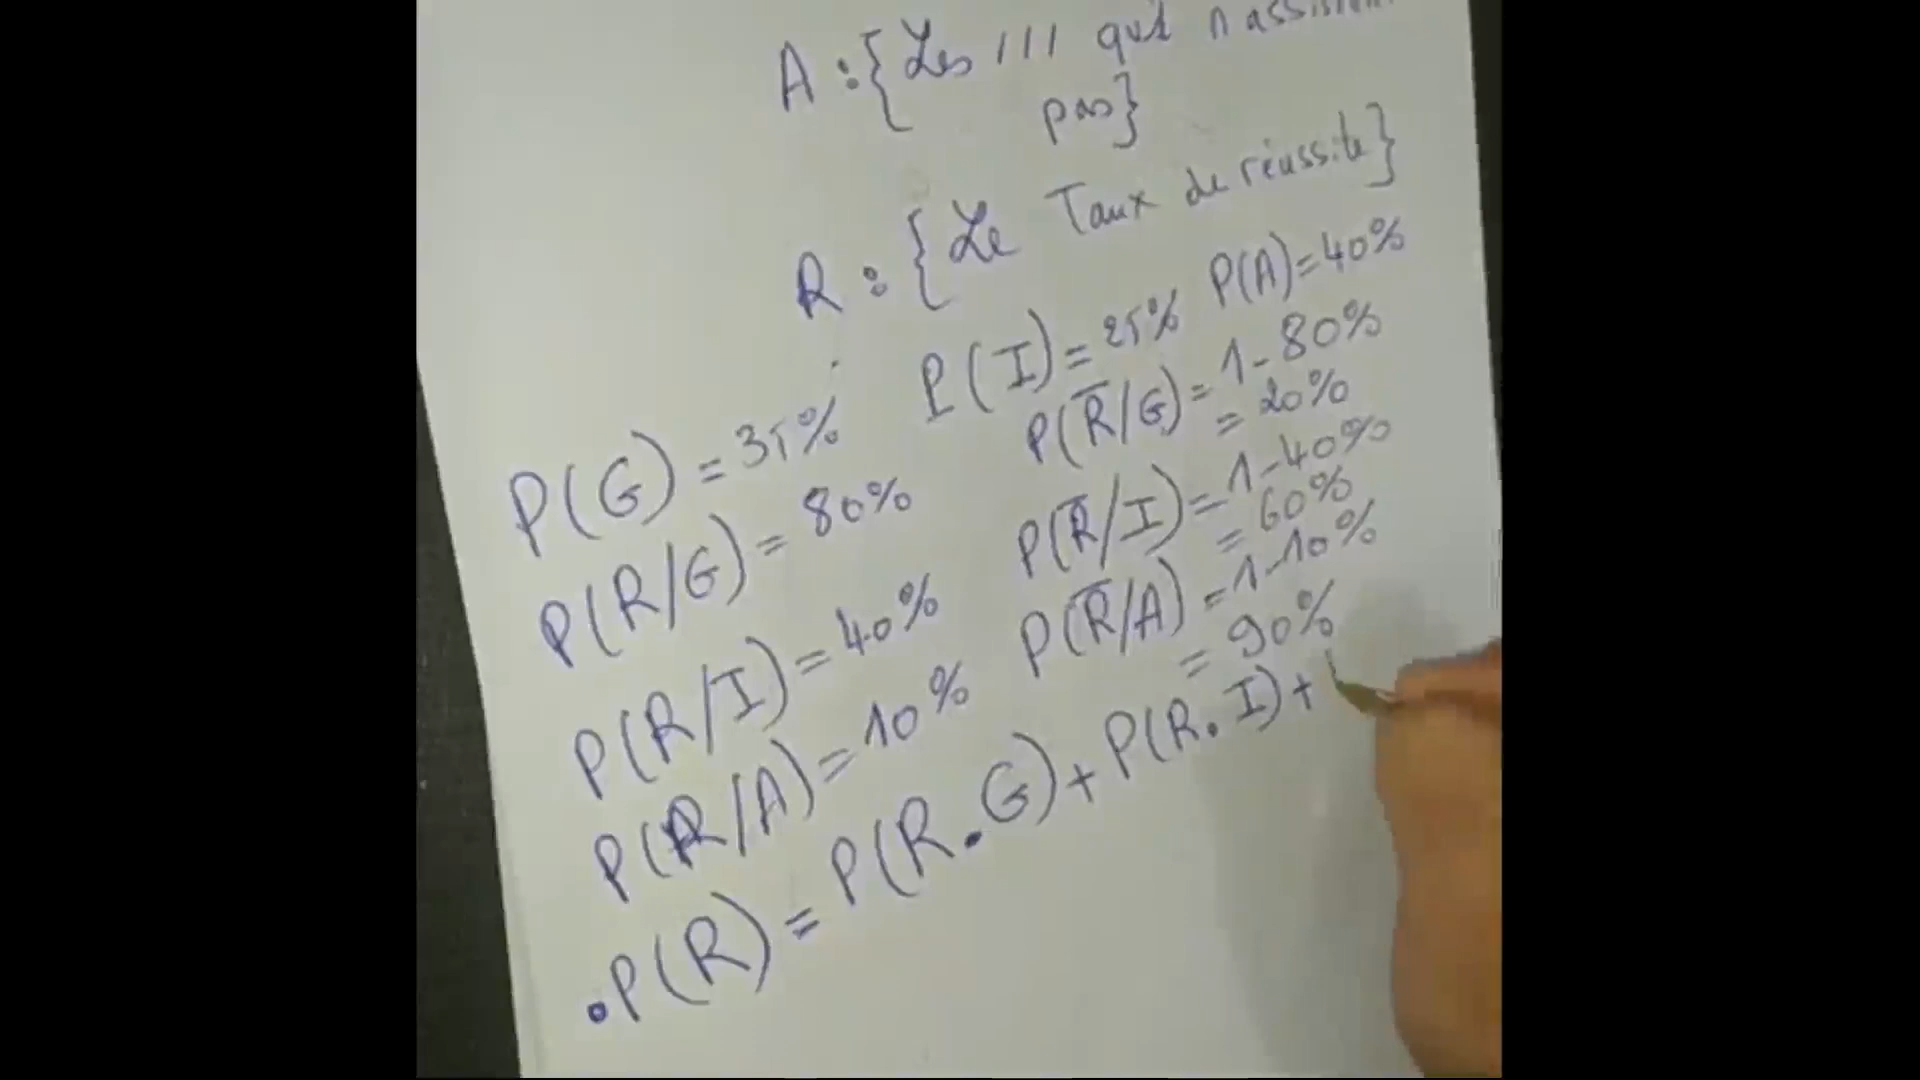 A : {Les /// qui n'assistent
pas}
R : {Le Taux de réussite}
P(I) = 25% P(A) = 40%
P(G) = 35%
P(R̅/G) = 1 - 80%
= 20%
P(R/G) = 80%
P(R̅/I) = 1 - 40%
= 60%
P(R/I) = 40%
P(R̅/A) = 1 - 10%
= 90%
P(R/A) = 10%
. P(R) = P(R . G) + P(R . I) +